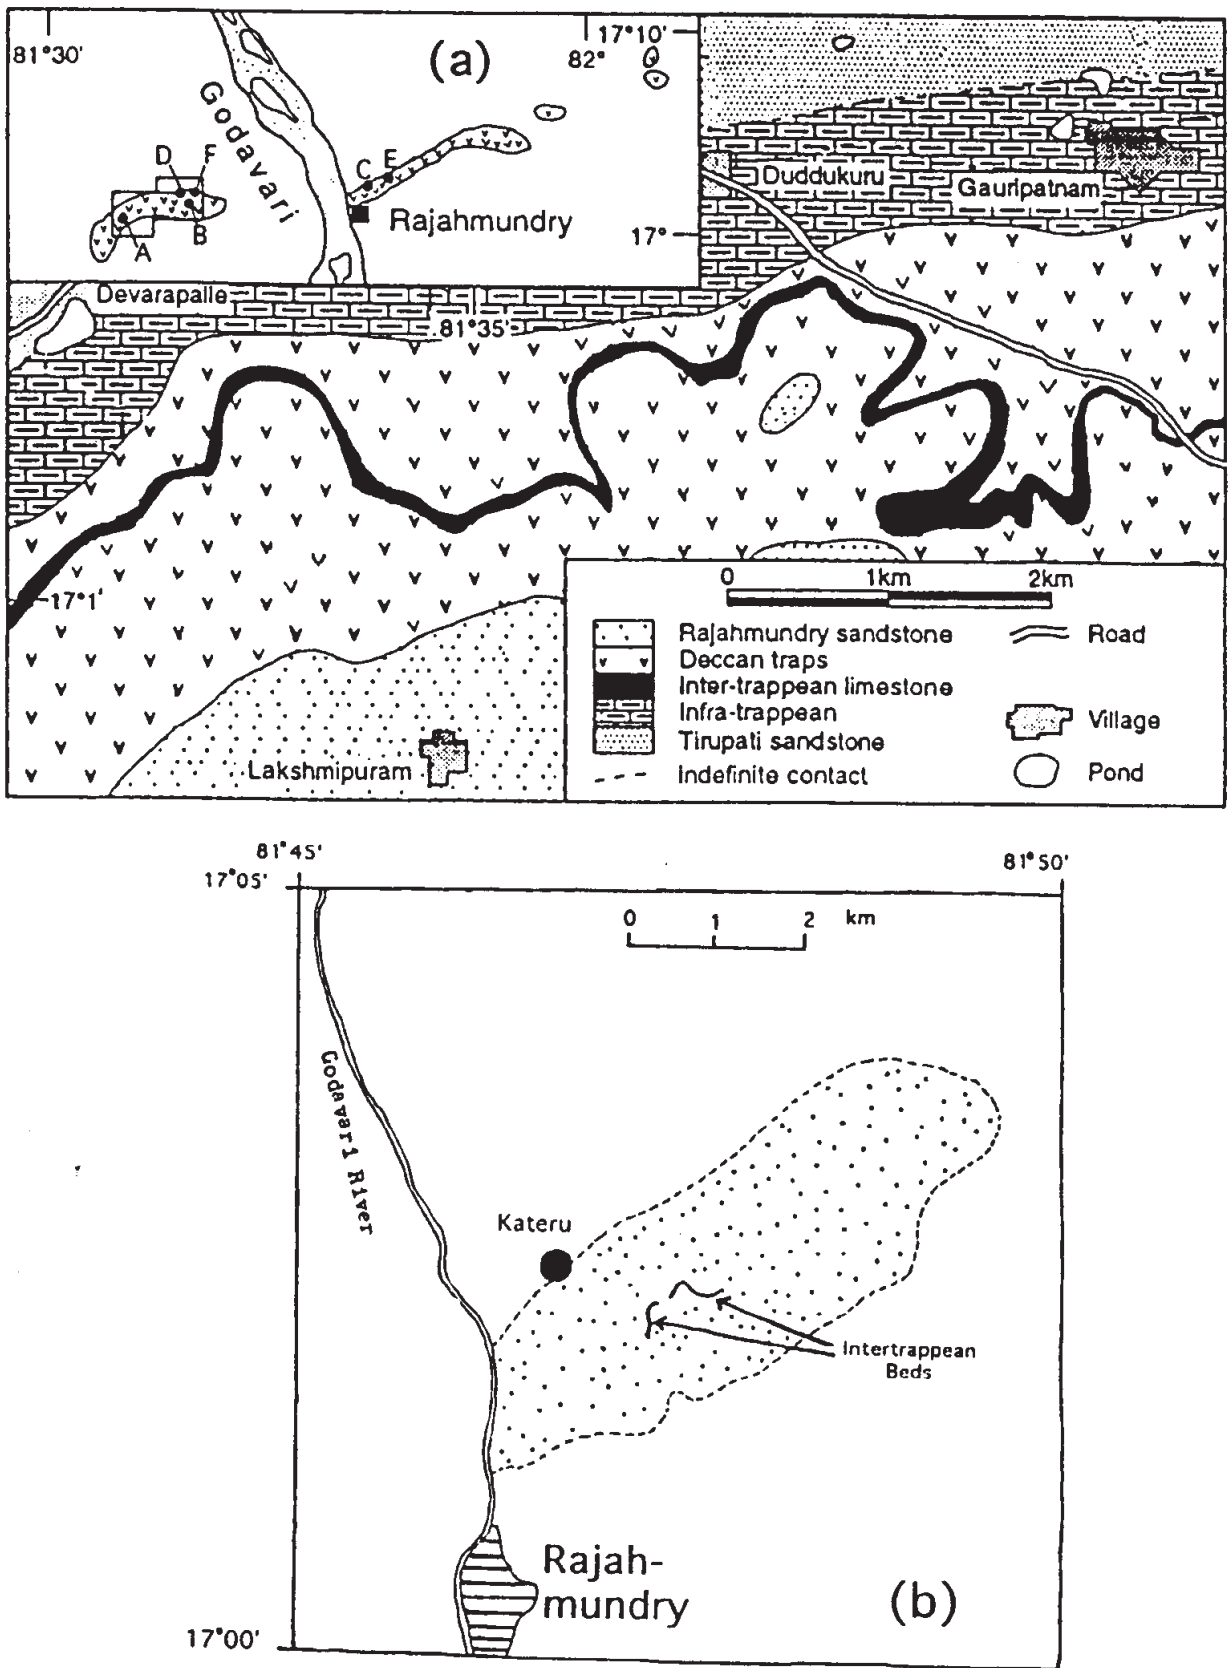 81°30'
(a)
17°10'
82°
Godavari
D F
C E
Duddukuru
Gauripatnam
Rajahmundry
17°
A
B
Devarapalle
81°35'
17°1'
0 1km 2km
Rajahmundry sandstone
Road
Deccan traps
Inter-trappean limestone
Infra-trappean
Village
Tirupati sandstone
Indefinite contact
Pond
Lakshmipuram
81°45'
81°50'
17°05'
0 1 2 km
Godavari River
Kateru
Intertrappean
Beds
Rajah-
mundry
(b)
17°00'